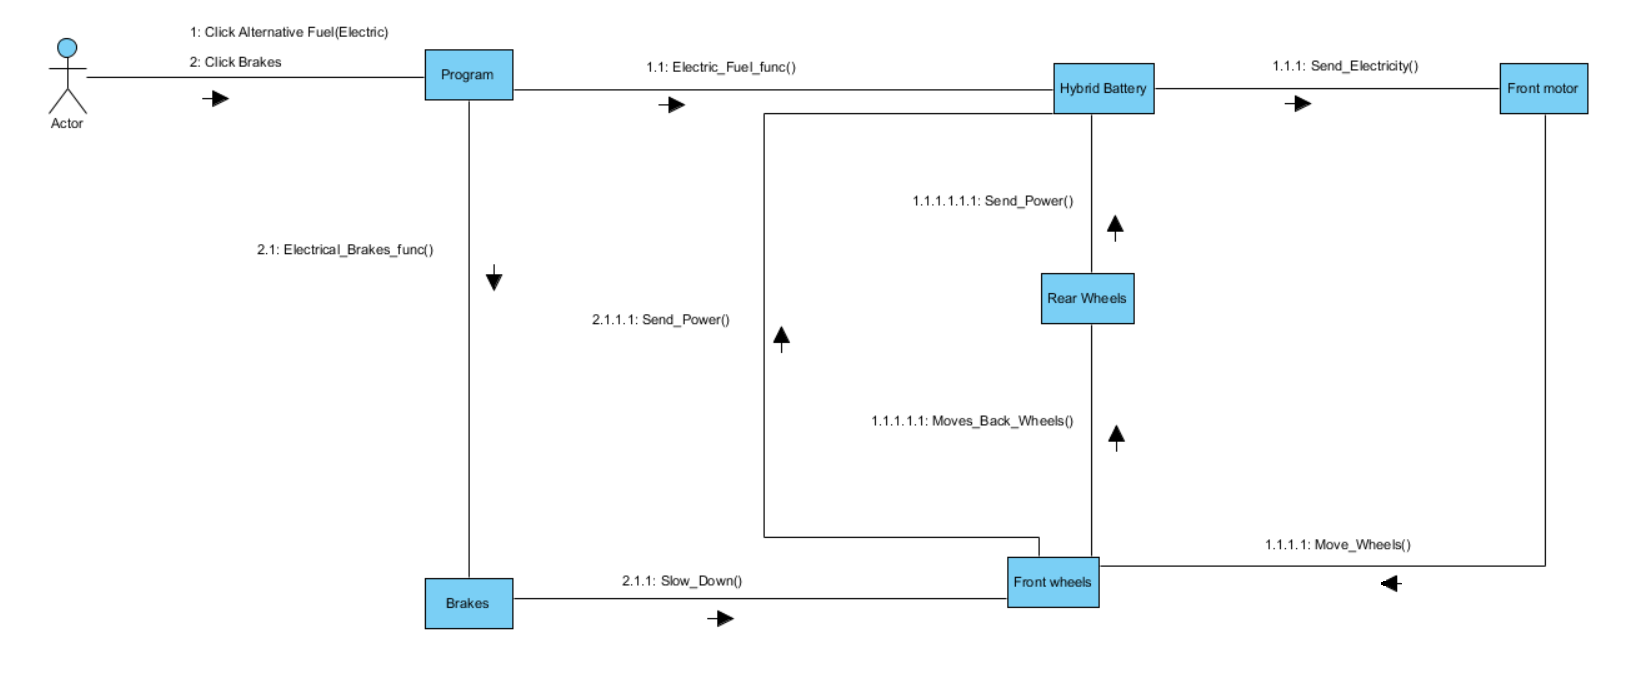 1: Click Alternative Fuel(Electric)
2: Click Brakes
Actor
Program
1.1: Electric_Fuel_func()
Hybrid Battery
1.1.1: Send_Electricity()
Front motor
1.1.1.1.1.1: Send_Power()
2.1: Electrical_Brakes_func()
Rear Wheels
2.1.1.1: Send_Power()
1.1.1.1.1: Moves_Back_Wheels()
1.1.1.1: Move_Wheels()
2.1.1: Slow_Down()
Front wheels
Brakes